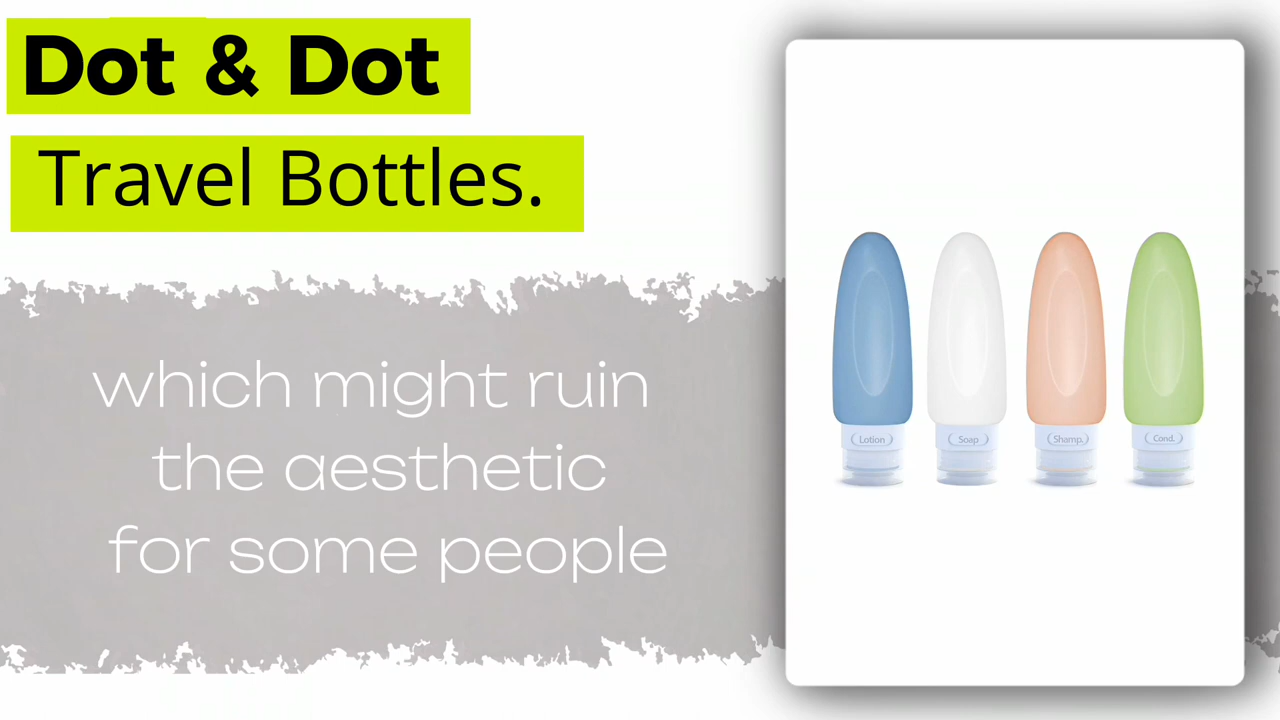 Dot & Dot
Travel Bottles.
which might ruin
the aesthetic
for some people
Lotion
Soap
Shamp.
Cond.